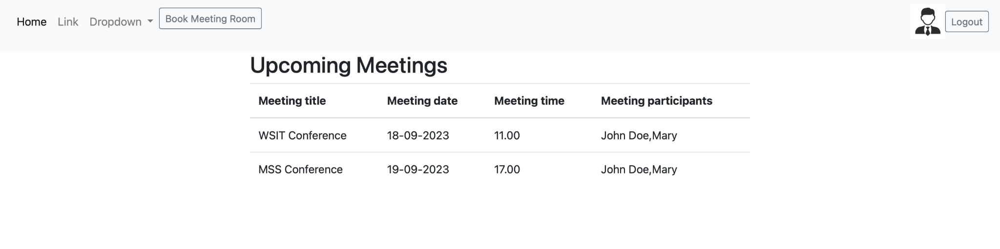 Home Link Dropdown Book Meeting Room Logout
Upcoming Meetings
Meeting title Meeting date Meeting time Meeting participants
WSIT Conference 18-09-2023 11.00 John Doe,Mary
MSS Conference 19-09-2023 17.00 John Doe,Mary